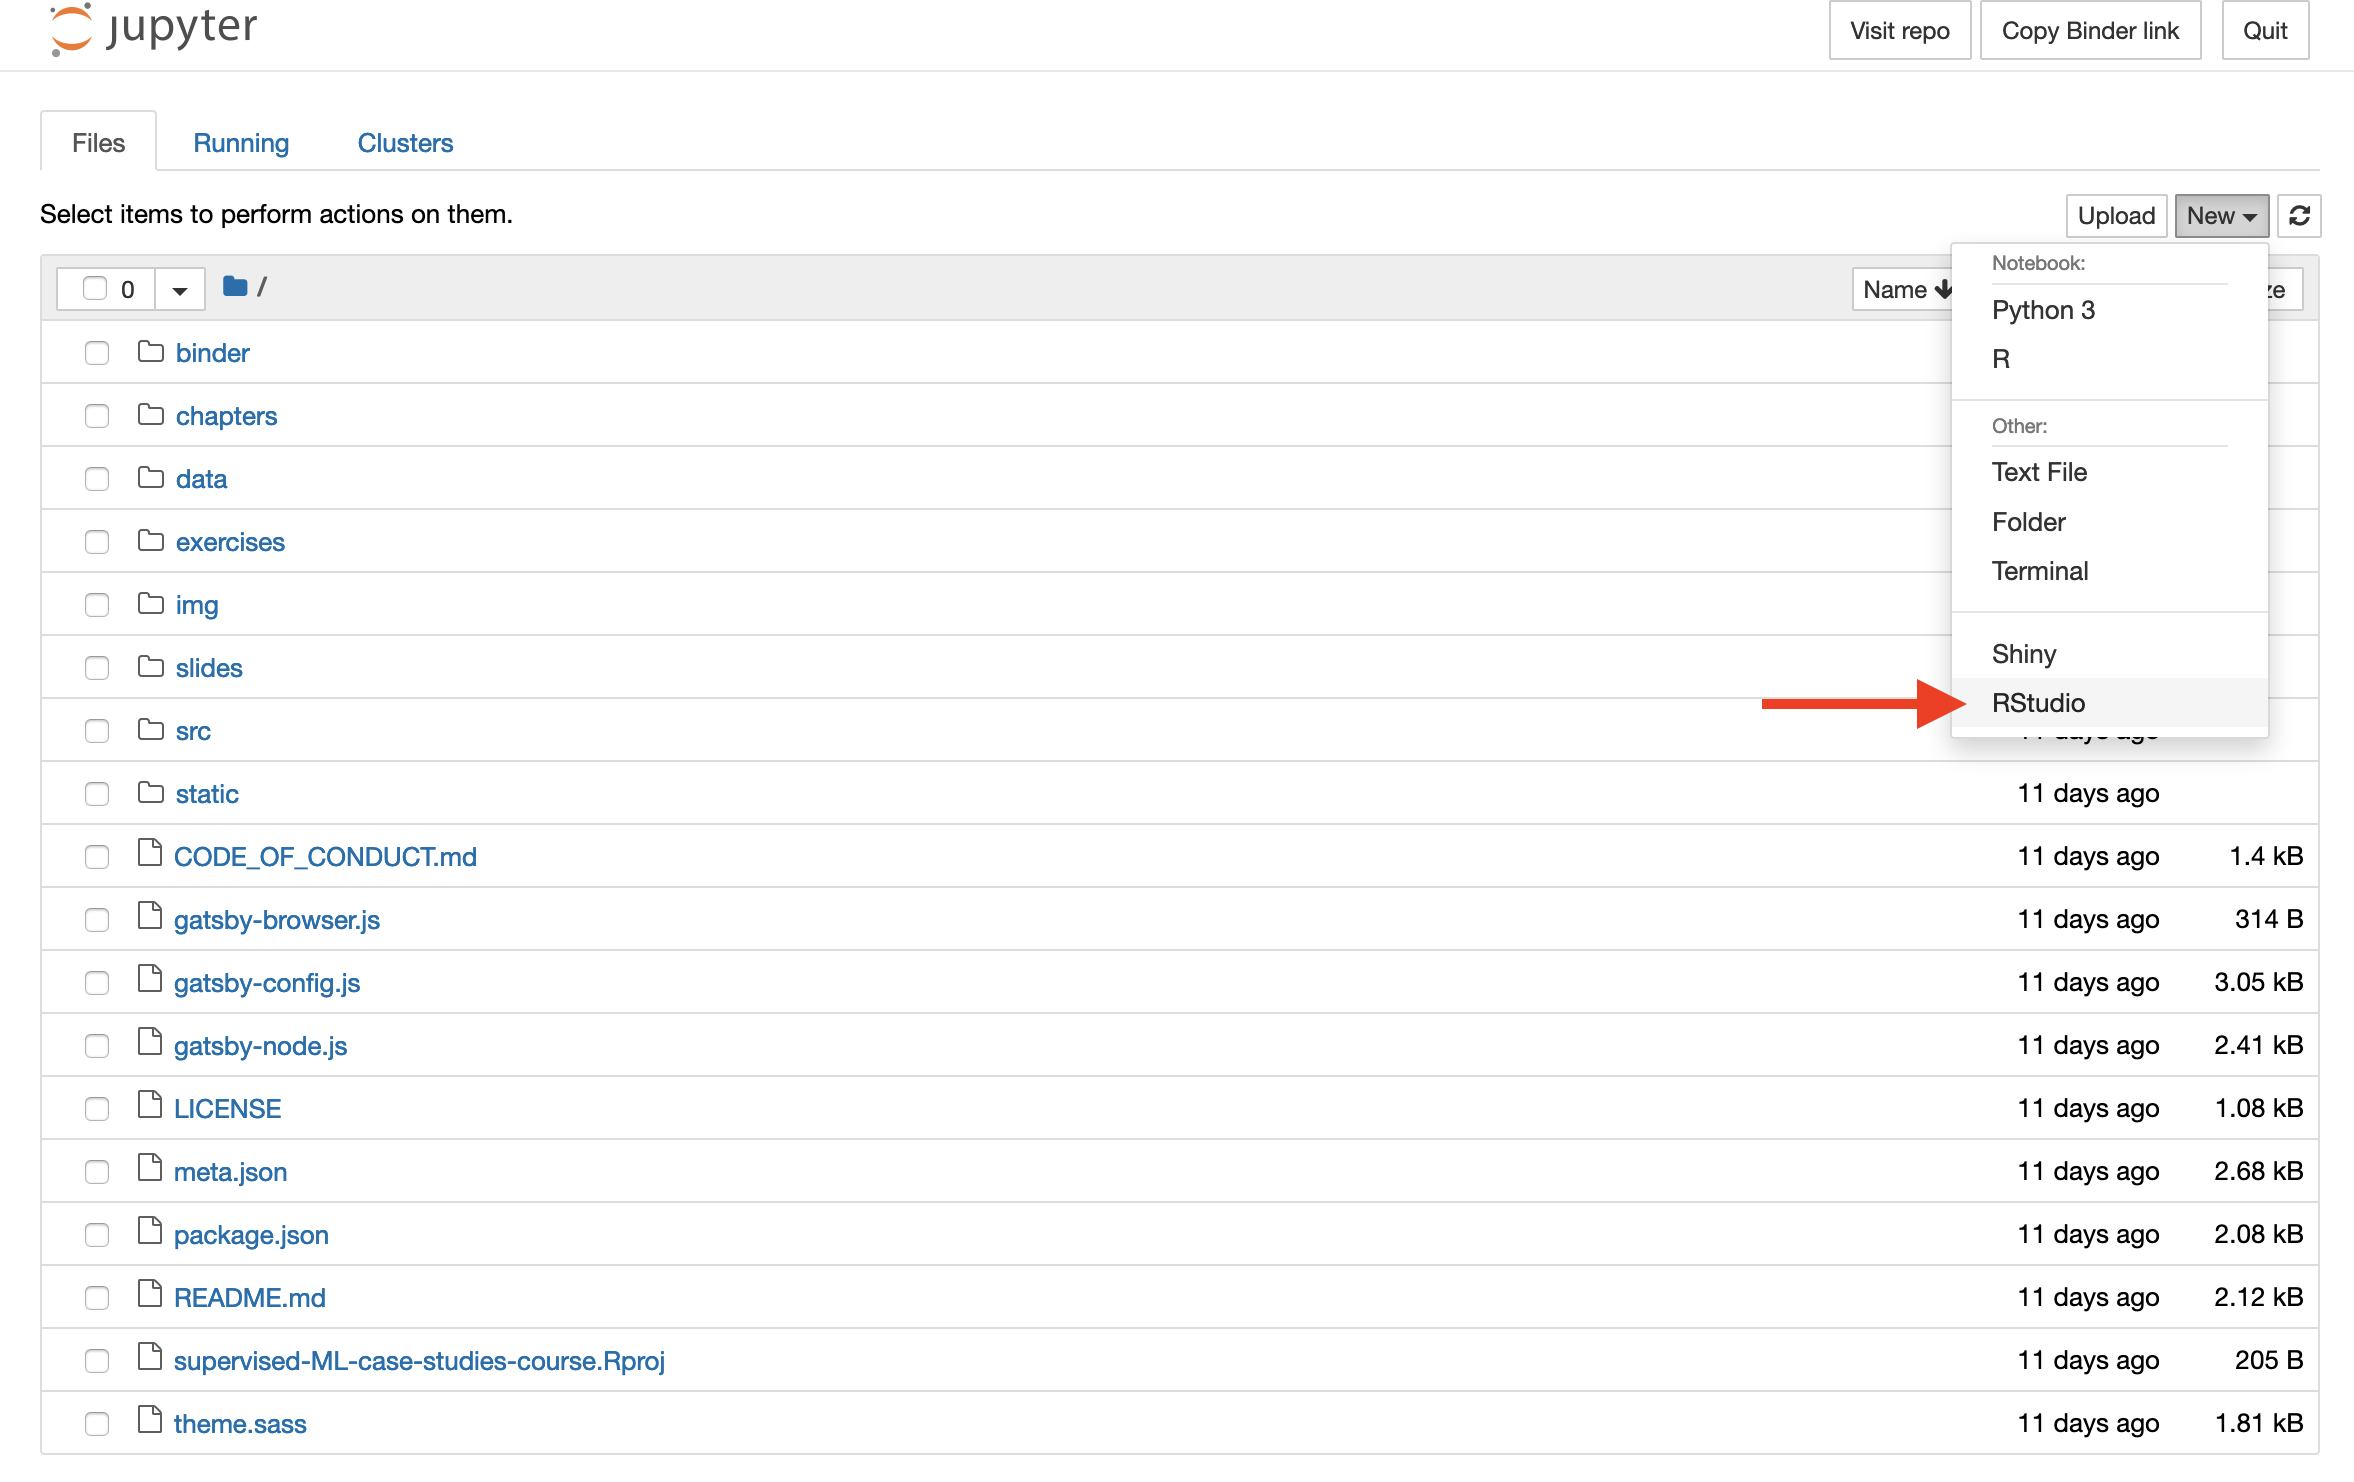 jupyter
Visit repo
Copy Binder link
Quit
Files
Running
Clusters
Select items to perform actions on them.
Upload
New
0
/
Name
Notebook:
Python 3
R
Other:
Text File
Folder
Terminal
Shiny
RStudio
binder
chapters
data
exercises
img
slides
src
static 11 days ago
CODE_OF_CONDUCT.md 11 days ago 1.4 kB
gatsby-browser.js 11 days ago 314 B
gatsby-config.js 11 days ago 3.05 kB
gatsby-node.js 11 days ago 2.41 kB
LICENSE 11 days ago 1.08 kB
meta.json 11 days ago 2.68 kB
package.json 11 days ago 2.08 kB
README.md 11 days ago 2.12 kB
supervised-ML-case-studies-course.Rproj 11 days ago 205 B
theme.sass 11 days ago 1.81 kB